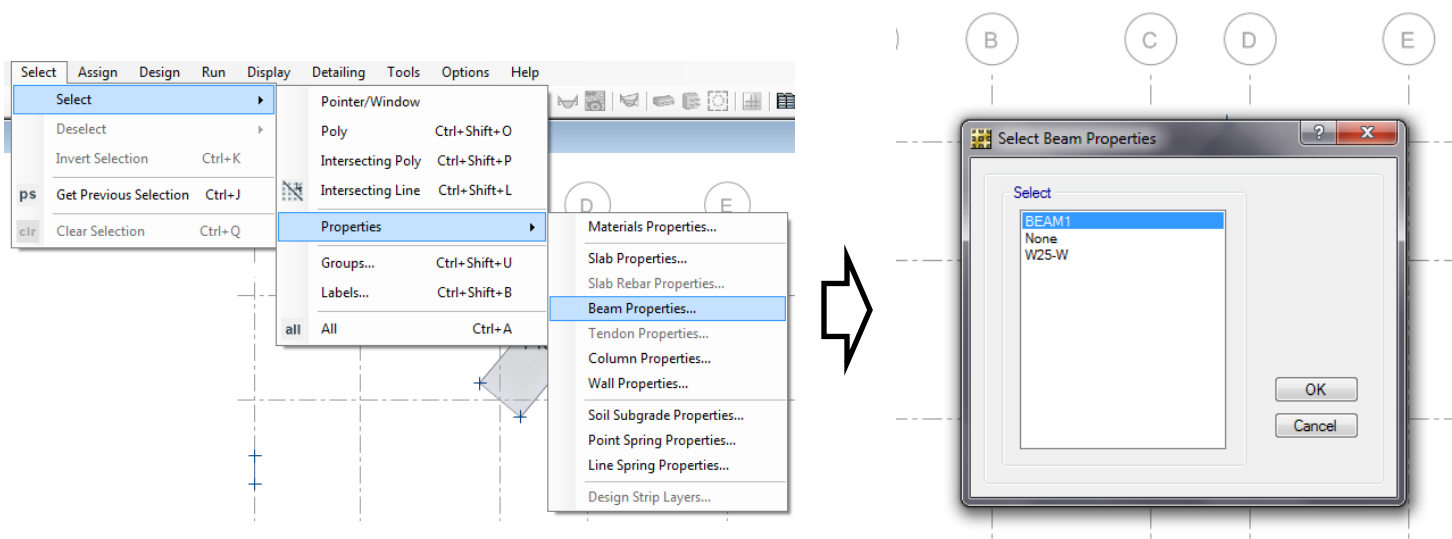 Select Assign Design Run Display Detailing Tools Options Help
Select
Deselect
Invert Selection Ctrl+K
ps Get Previous Selection Ctrl+J
clr Clear Selection Ctrl+Q
Pointer/Window
Poly Ctrl+Shift+O
Intersecting Poly Ctrl+Shift+P
Intersecting Line Ctrl+Shift+L
Properties
Groups... Ctrl+Shift+U
Labels... Ctrl+Shift+B
all All Ctrl+A
D E
Materials Properties...
Slab Properties...
Slab Rebar Properties...
Beam Properties...
Tendon Properties...
Column Properties...
Wall Properties...
Soil Subgrade Properties...
Point Spring Properties...
Line Spring Properties...
Design Strip Layers...
B C D E
Select Beam Properties
? X
Select
BEAM1
None
W25-W
OK
Cancel